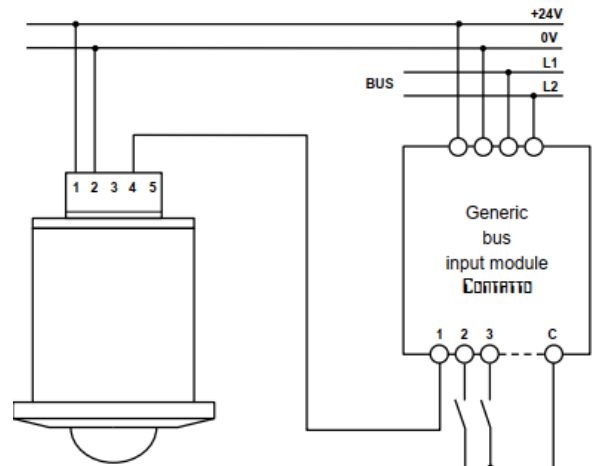 +24V
0V
L1
BUS
L2
1 2 3 4 5
Generic
bus
input module
CONTATTO
1 2 3 C